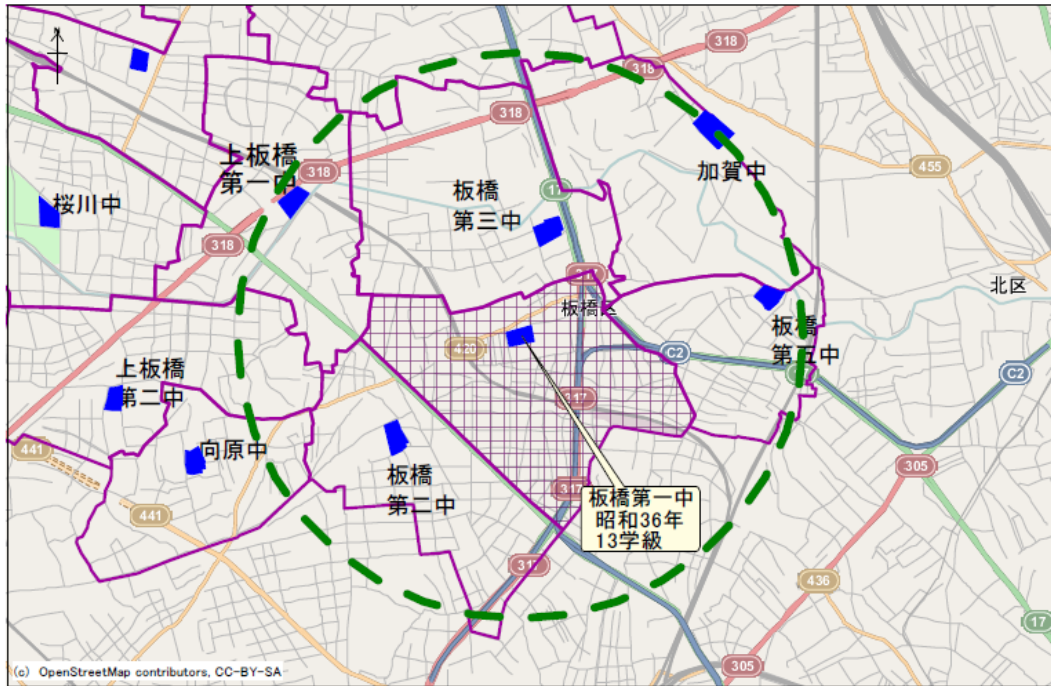 318
318
455
318
上板橋
第一中
318
加賀中
桜川中
板橋
第三中
17
318
北区
板橋区
板橋
第五中
420
C2
C2
上板橋
第二中
317
向原中
441
板橋
第二中
305
317
板橋第一中
昭和36年
13学級
441
317
436
17
305
(c) OpenStreetMap contributors, CC-BY-SA